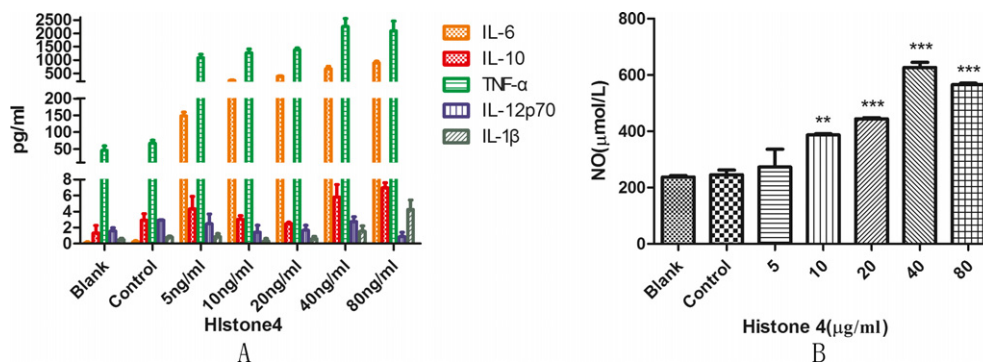 pg/ml
2500
2000
1500
1000
500
200
150
100
50
8
6
4
2
0
Blank
Control
5ng/ml
10ng/ml
20ng/ml
40ng/ml
80ng/ml
HIstone4
A
IL-6
IL-10
TNF-α
IL-12p70
IL-1β
NO(μmol/L)
800
600
400
200
0
**
***
***
***
Blank
Control
5
10
20
40
80
Histone 4(μg/ml)
B